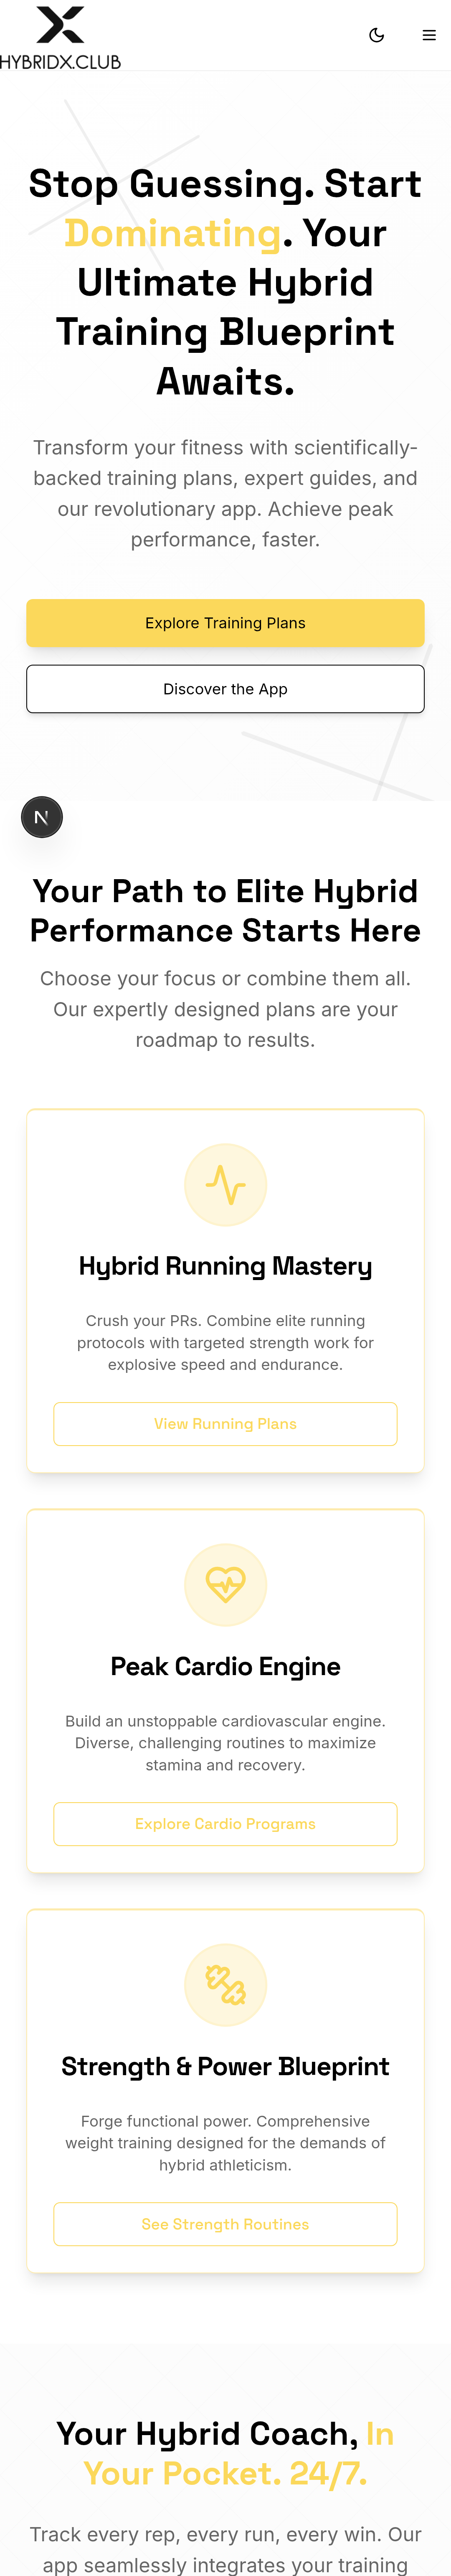 HYBRIDX.CLUB
Stop Guessing. Start
Dominating. Your
Ultimate Hybrid
Training Blueprint
Awaits.
Transform your fitness with scientifically-
backed training plans, expert guides, and
our revolutionary app. Achieve peak
performance, faster.
Explore Training Plans
Discover the App
N
Your Path to Elite Hybrid
Performance Starts Here
Choose your focus or combine them all.
Our expertly designed plans are your
roadmap to results.
Hybrid Running Mastery
Crush your PRs. Combine elite running
protocols with targeted strength work for
explosive speed and endurance.
View Running Plans
Peak Cardio Engine
Build an unstoppable cardiovascular engine.
Diverse, challenging routines to maximize
stamina and recovery.
Explore Cardio Programs
Strength & Power Blueprint
Forge functional power. Comprehensive
weight training designed for the demands of
hybrid athleticism.
See Strength Routines
Your Hybrid Coach, In
Your Pocket. 24/7.
Track every rep, every run, every win. Our
app seamlessly integrates your training